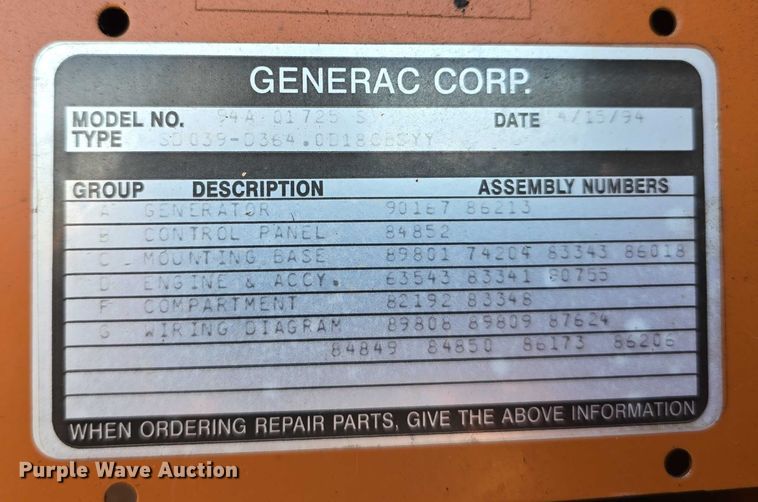 GENERAC CORP.
MODEL NO. 94A 01725 S DATE 4/15/94
TYPE SD039-D364.0D18CBSYY
GROUP DESCRIPTION ASSEMBLY NUMBERS
A GENERATOR 90167 86213
B CONTROL PANEL 84852
C MOUNTING BASE 89801 74204 83343 86018
D ENGINE & ACCY. 63543 83341 90755
F COMPARTMENT 82192 83348
G WIRING DIAGRAM 89808 89809 87624
84849 84850 86173 86206
WHEN ORDERING REPAIR PARTS, GIVE THE ABOVE INFORMATION
Purple Wave Auction